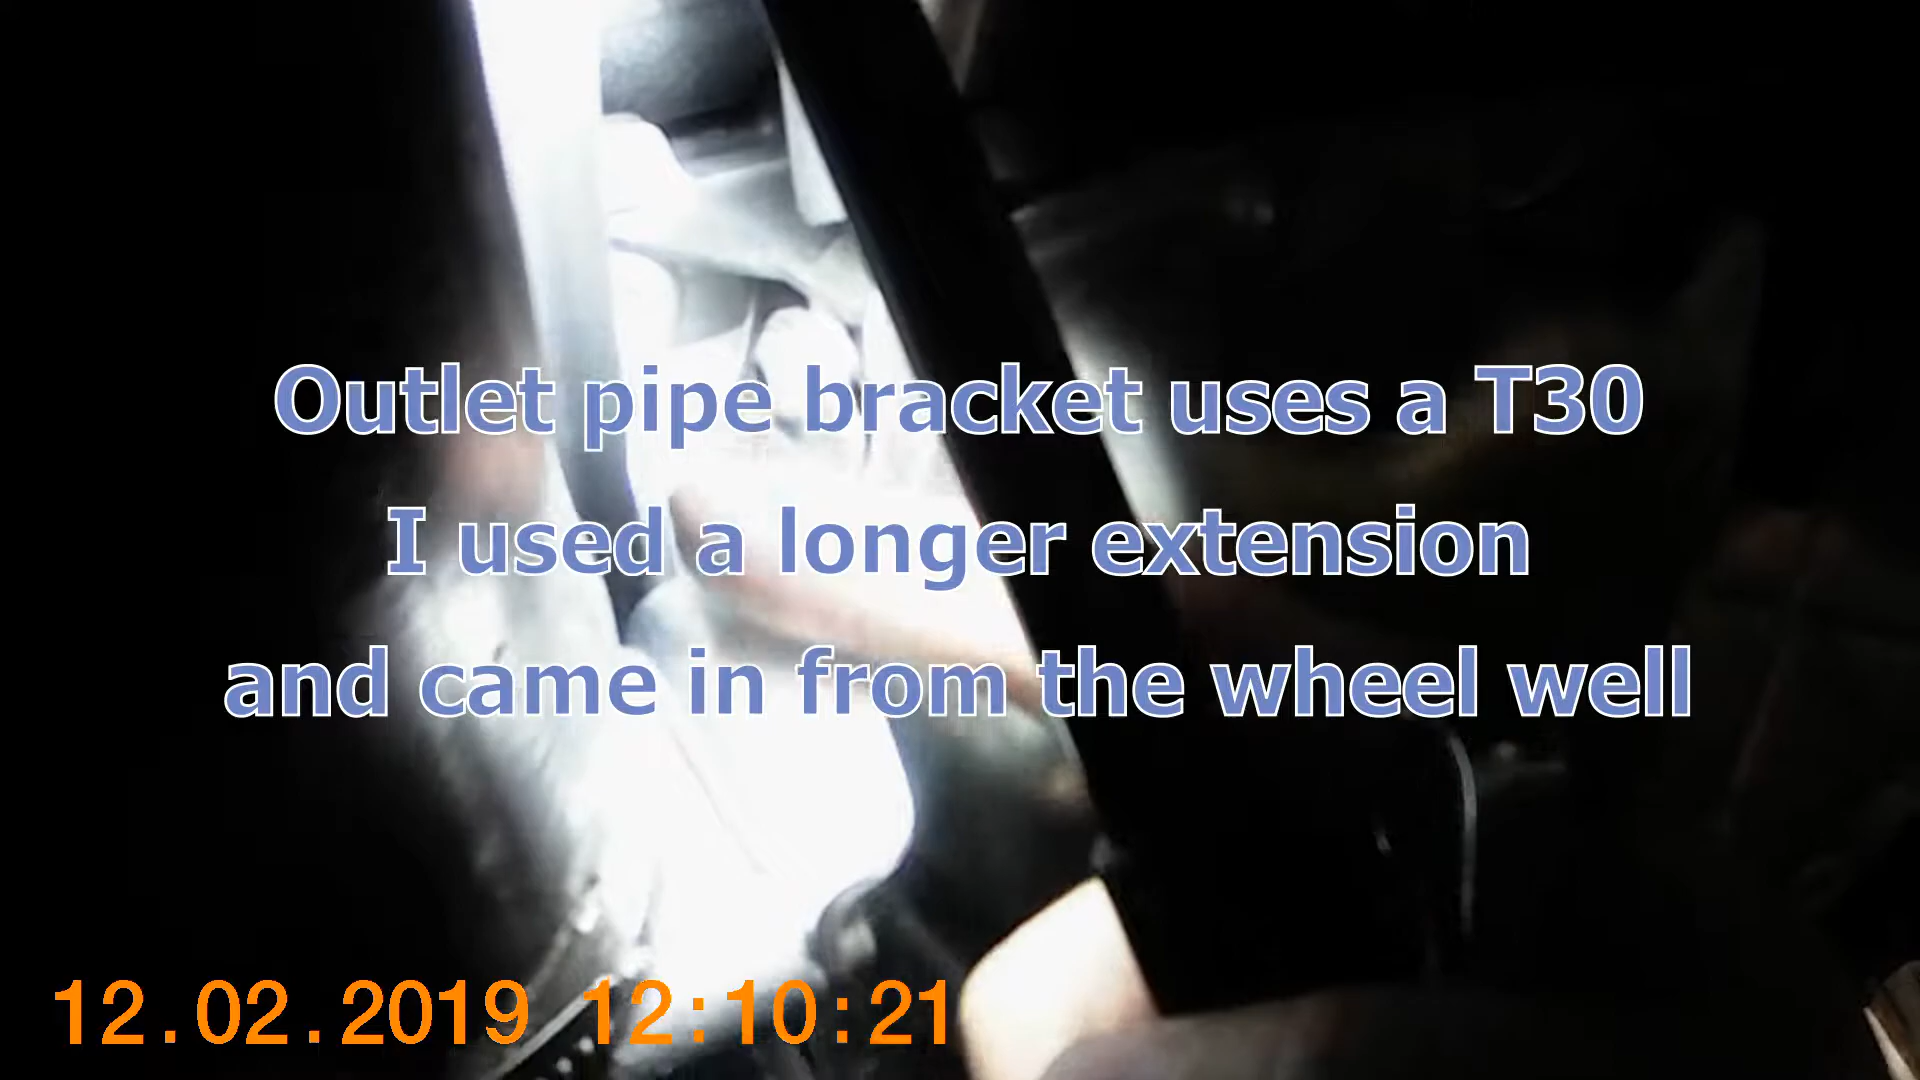 Outlet pipe bracket uses a T30
I used a longer extension
and came in from the wheel well
12.02.2019 12:10:21